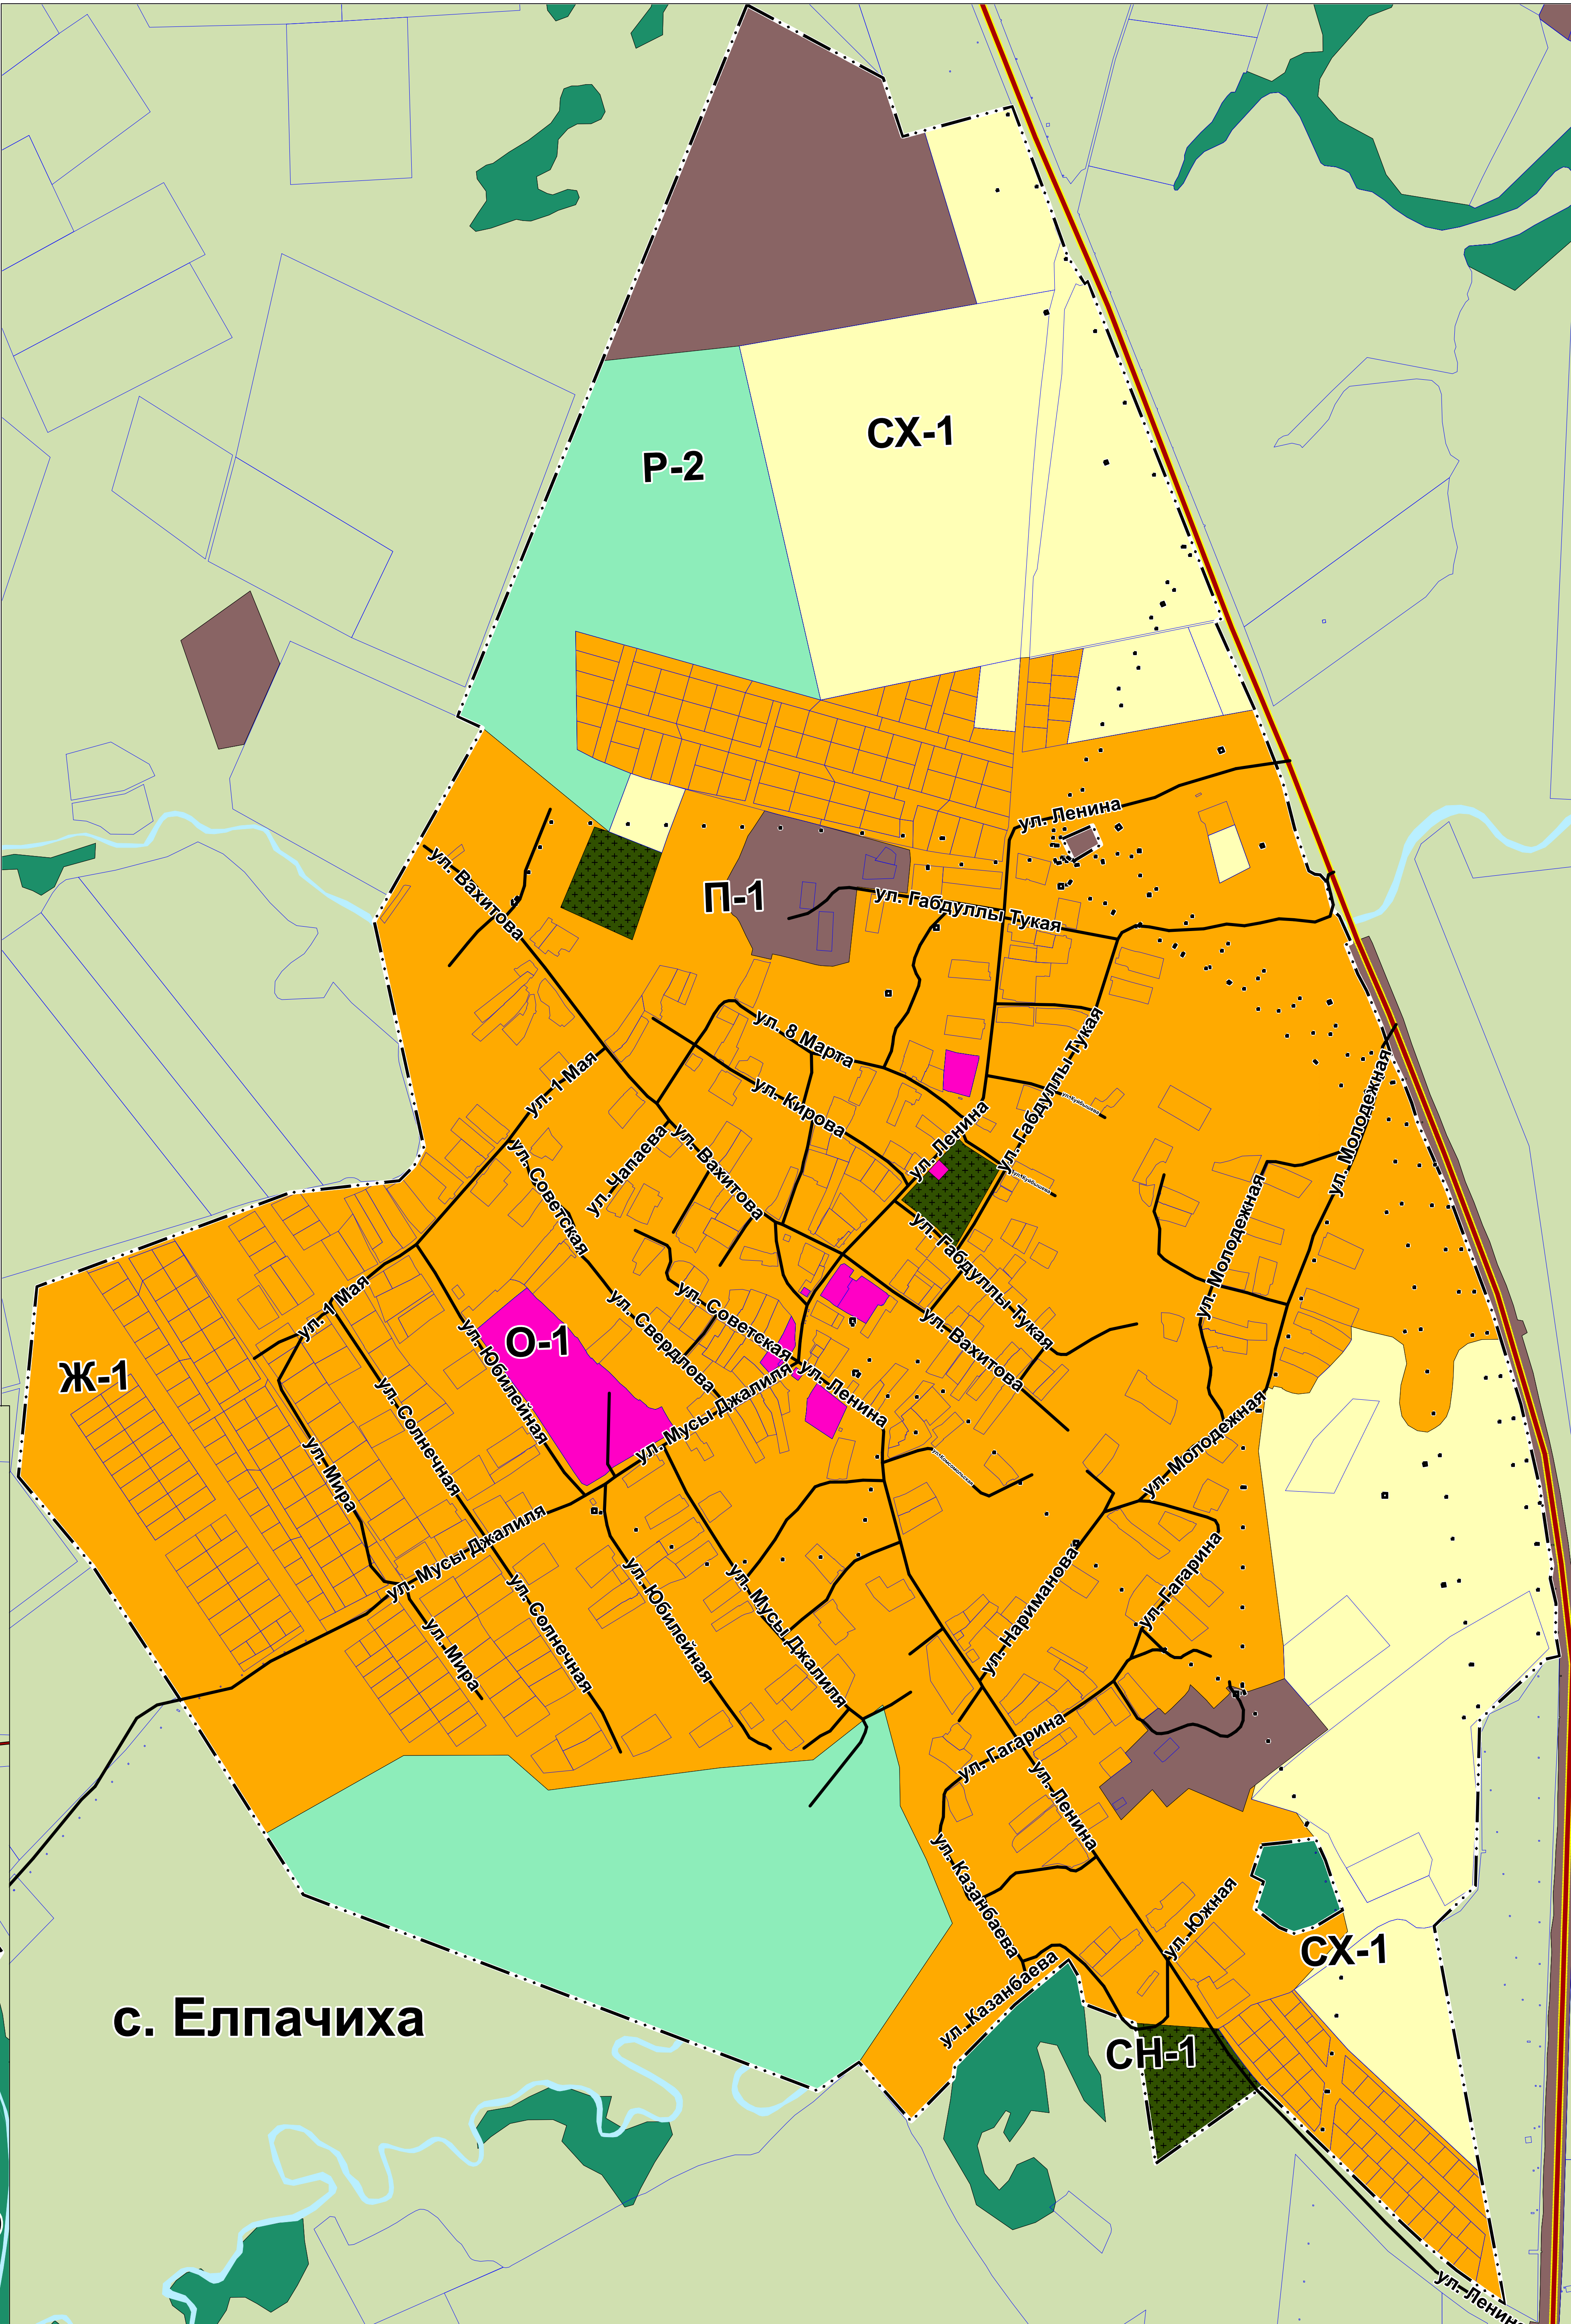 СХ-1
Р-2
ул. Ленина
ул. Вахитова
П-1
ул. Габдуллы Тукая
ул. 8 Марта
ул. Габдуллы Тукая
ул. Молодежная
ул. 1 Мая
ул. Кирова
ул. Куйбышева
ул. Ленина
ул. Чапаева
ул. Вахитова
ул. Советская
ул. Куйбышева
ул. Молодежная
ул. Габдуллы Тукая
ул. 1 Мая
ул. Советская
ул. Свердлова
О-1
ул. Юбилейная
ул. Вахитова
Ж-1
ул. Ленина
ул. Мусы Джалиля
ул. Солнечная
ул. Молодежная
ул. Мира
ул. Мусы Джалиля
ул. Юбилейная
ул. Мусы Джалиля
ул. Наримановая
ул. Гагарина
ул. Солнечная
ул. Мира
ул. Гагарина
ул. Ленина
ул. Казанбаева
ул. Южная
СХ-1
ул. Казанбаева
с. Елпачиха
СН-1
ул. Ленина